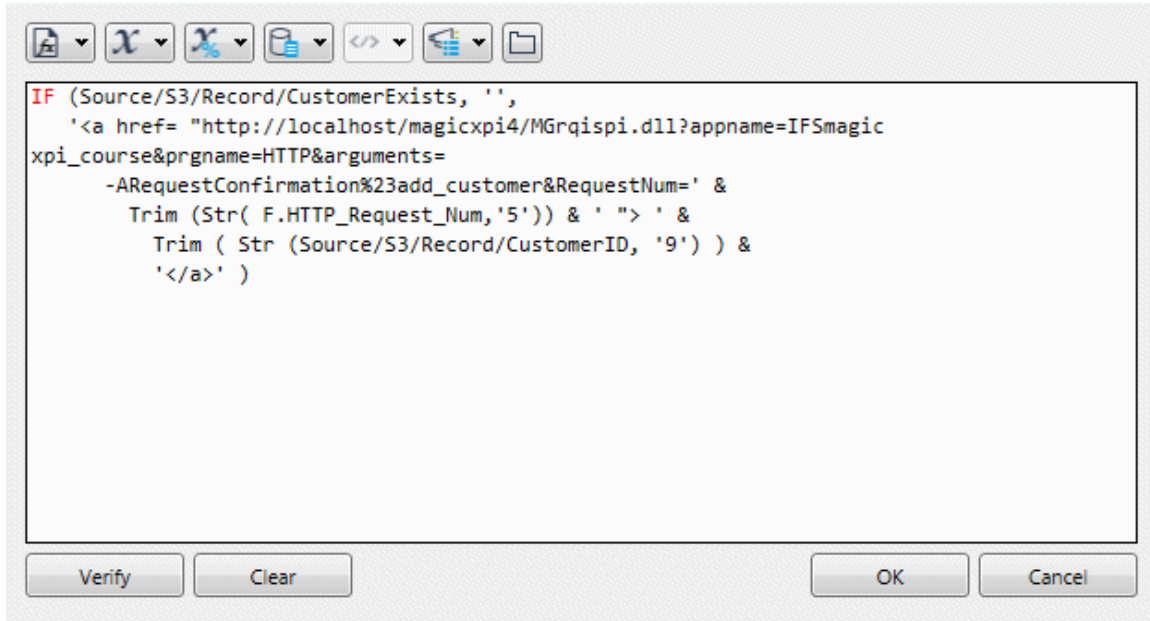 IF (Source/S3/Record/CustomerExists, '',
'<a href= "http://localhost/magicxpi4/MGrqispi.dll?appname=IFSmagic
xpi_course&prgname=HTTP&arguments=
-ARequestConfirmation%23add_customer&RequestNum=' &
Trim (Str( F.HTTP_Request_Num,'5')) & ' "> ' &
Trim ( Str (Source/S3/Record/CustomerID, '9') ) &
'</a>' )
Verify Clear OK Cancel